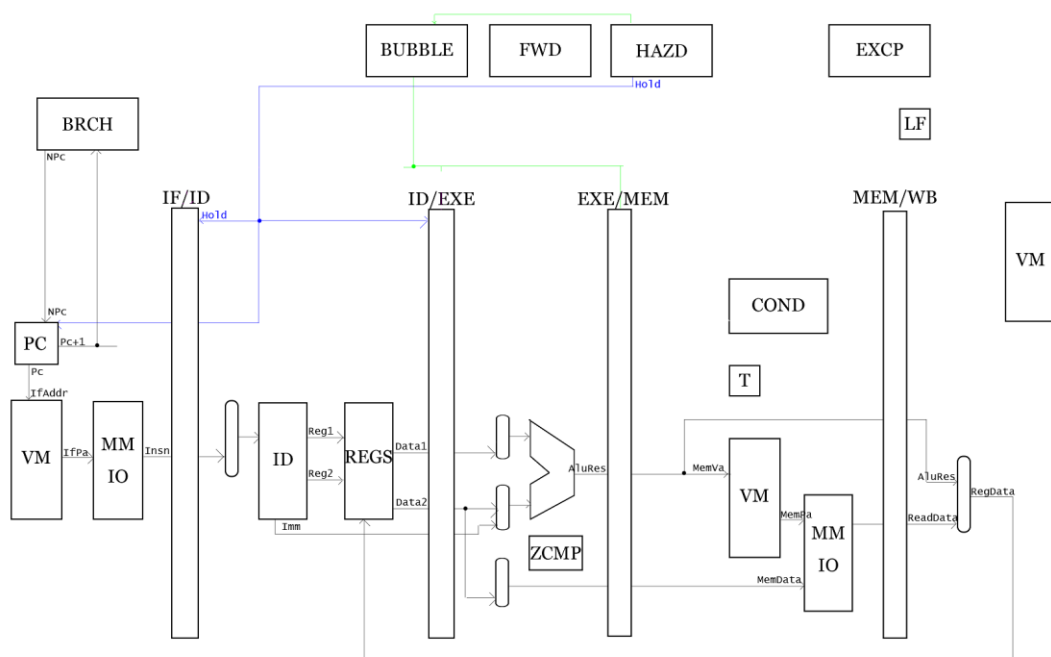 BUBBLE
FWD
HAZD
EXCP
Hold
BRCH
LF
NPc
IF/ID
ID/EXE
EXE/MEM
MEM/WB
Hold
VM
COND
NPc
PC
Pc+1
Pc
T
IfAddr
VM
IfPa
MM
IO
Insn
ID
Reg1
Reg2
Imm
REGS
Data1
Data2
ZCMP
AluRes
MemVa
VM
MemPa
MemData
MM
IO
AluRes
ReadData
RegData